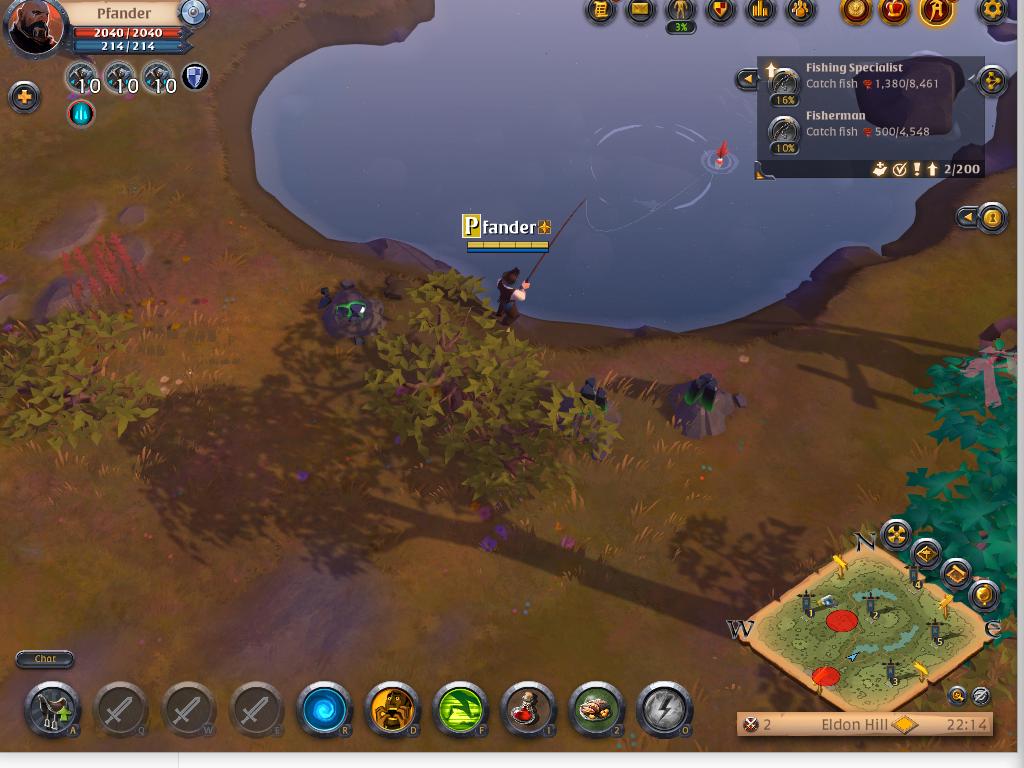 Pfander
2040/2040
214/214
10 10 10
3%
Fishing Specialist
Catch fish 1,380/8,461
16%
Fisherman
Catch fish 500/4,548
10%
2/200
Pfander
N
W
E
1
2
3
4
5
Chat
A Q W E R D F 1 2 O
2 Eldon Hill 22:14